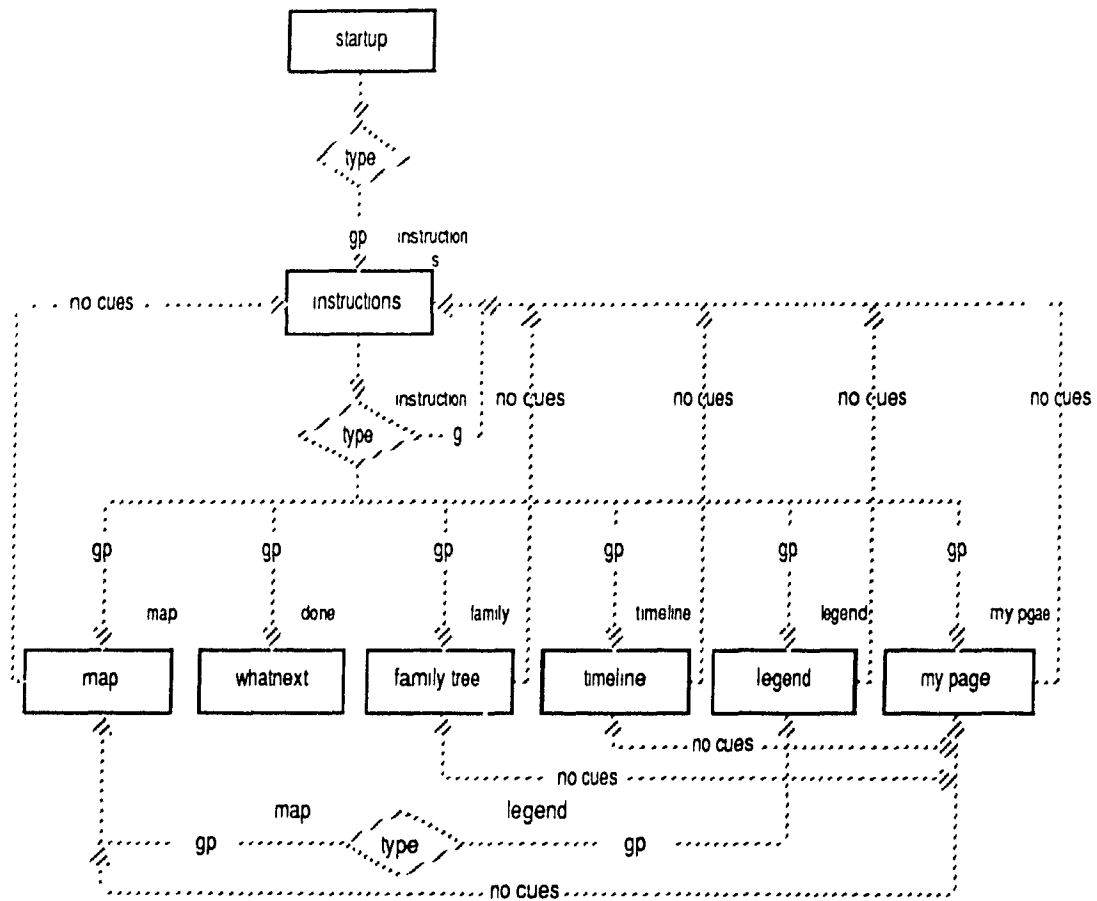 startup
type
gp instruction
s
no cues instructions
instruction no cues no cues no cues no cues
type g
gp gp gp gp gp gp
map done family timeline legend my pgae
map whatnext family tree timeline legend my page
no cues
no cues
map legend
gp type gp
no cues